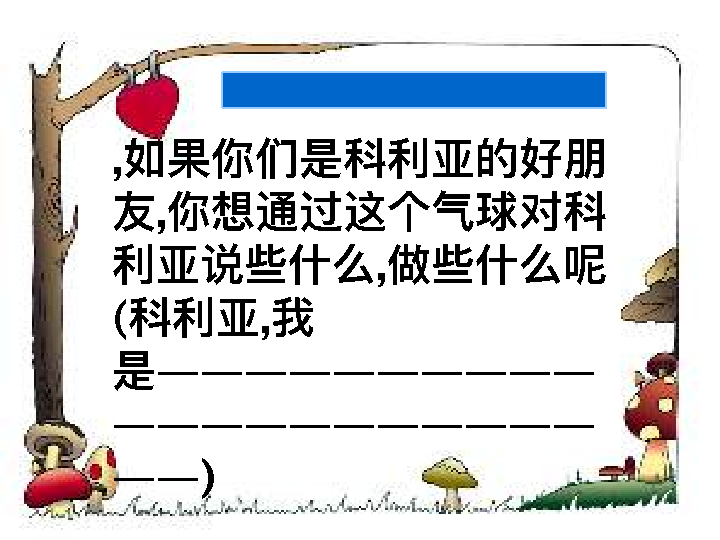 ,如果你们是科利亚的好朋
友,你想通过这个气球对科
利亚说些什么,做些什么呢
(科利亚,我
是———————————
———————————
——)